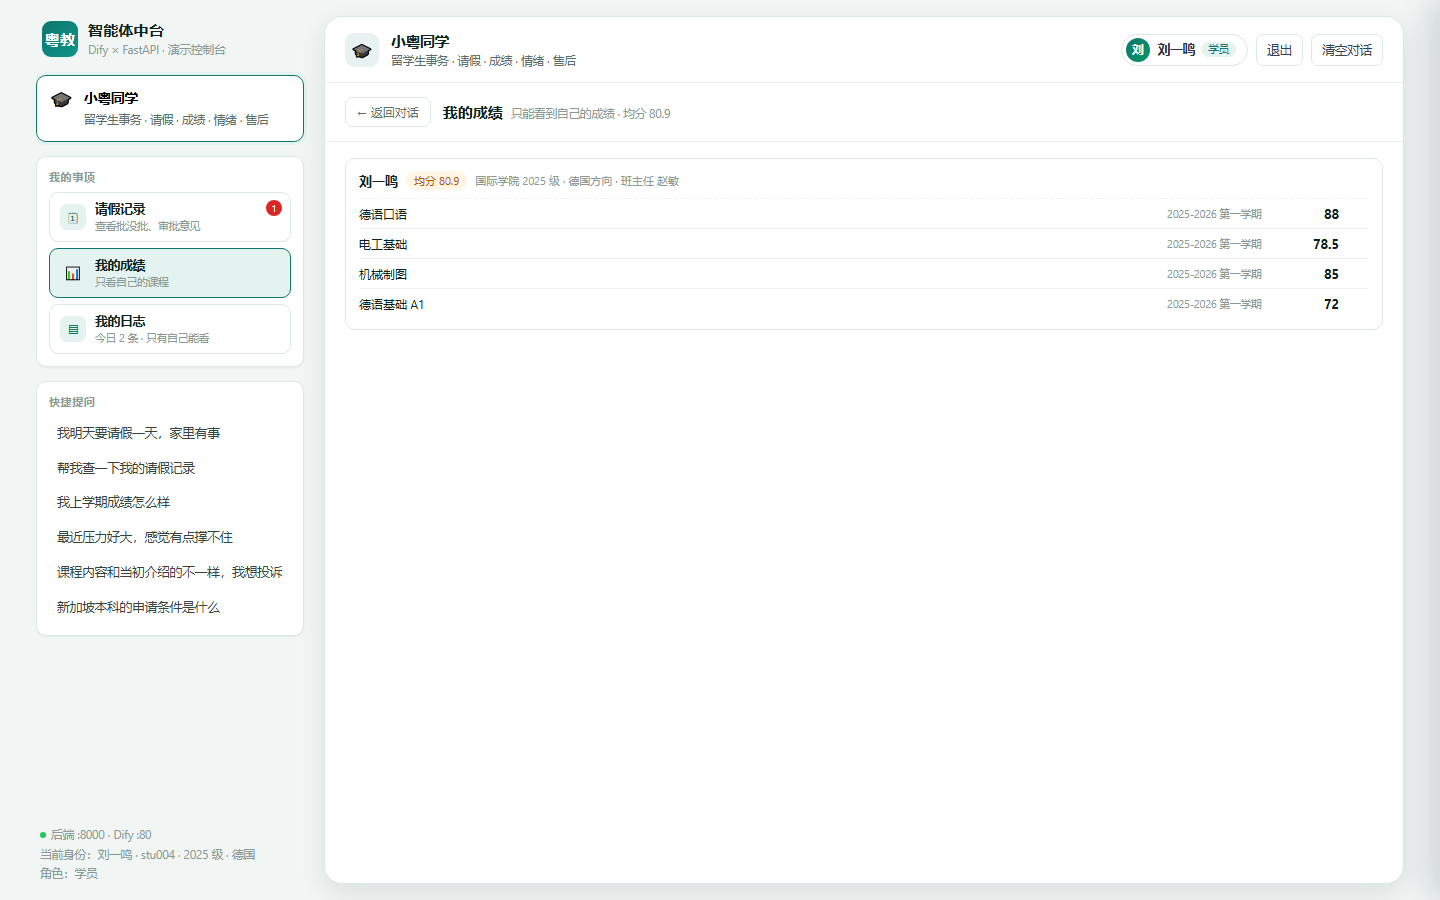 粤教
智能体中台
Dify × FastAPI · 演示控制台
小粤同学
留学生事务 · 请假 · 成绩 · 情绪 · 售后
我的事项
请假记录
查看批没批、审批意见
1
我的成绩
只看自己的课程
我的日志
今日 2 条 · 只有自己能看
快捷提问
我明天要请假一天，家里有事
帮我查一下我的请假记录
我上学期成绩怎么样
最近压力好大，感觉有点撑不住
课程内容和当初介绍的不一样，我想投诉
新加坡本科的申请条件是什么
后端 :8000 · Dify :80
当前身份：刘一鸣 · stu004 · 2025 级 · 德国
角色：学员
小粤同学
留学生事务 · 请假 · 成绩 · 情绪 · 售后
刘 刘一鸣 学员 退出 清空对话
← 返回对话 我的成绩 只能看到自己的成绩 · 均分 80.9
刘一鸣 均分 80.9 国际学院 2025 级 · 德国方向 · 班主任 赵敏
德语口语 2025-2026 第一学期 88
电工基础 2025-2026 第一学期 78.5
机械制图 2025-2026 第一学期 85
德语基础 A1 2025-2026 第一学期 72